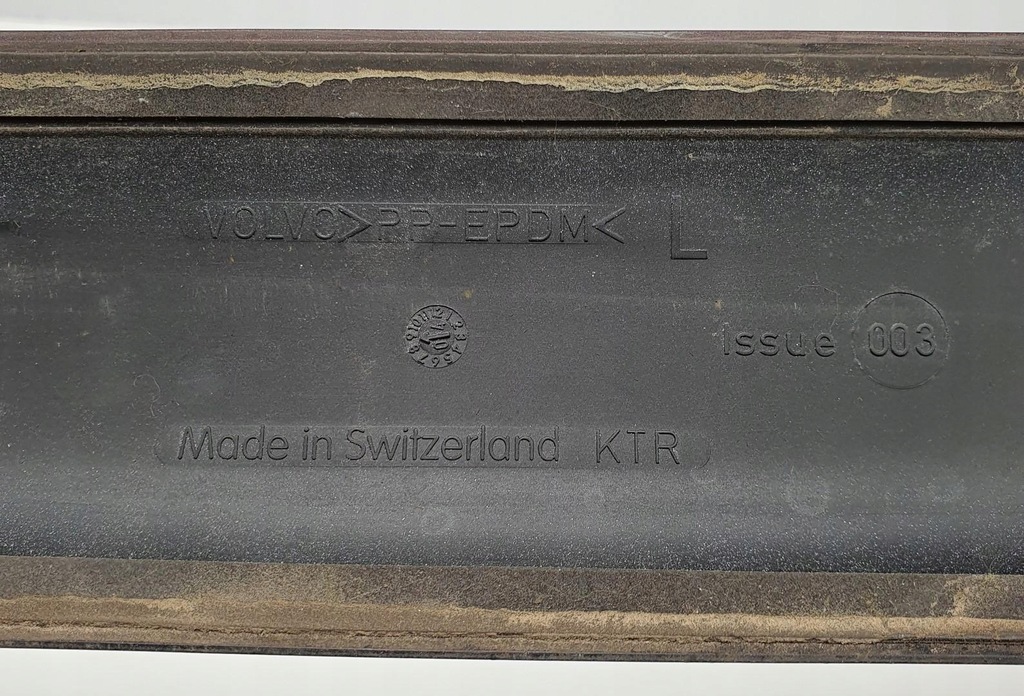 VOLVO >PP-EPDM< L
Issue 003
Made in Switzerland KTR